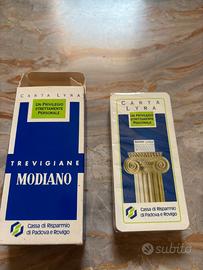 CARTA LYRA
UN PRIVILEGIO
STRETTAMENTE
PERSONALE
TREVIGIANE
MODIANO
Cassa di Risparmio
di Padova e Rovigo
CARTA
LYRA
UN PRIVILEGIO
STRETTAMENTE
PERSONALE
Cassa di Risparmio
di Padova e Rovigo
subito